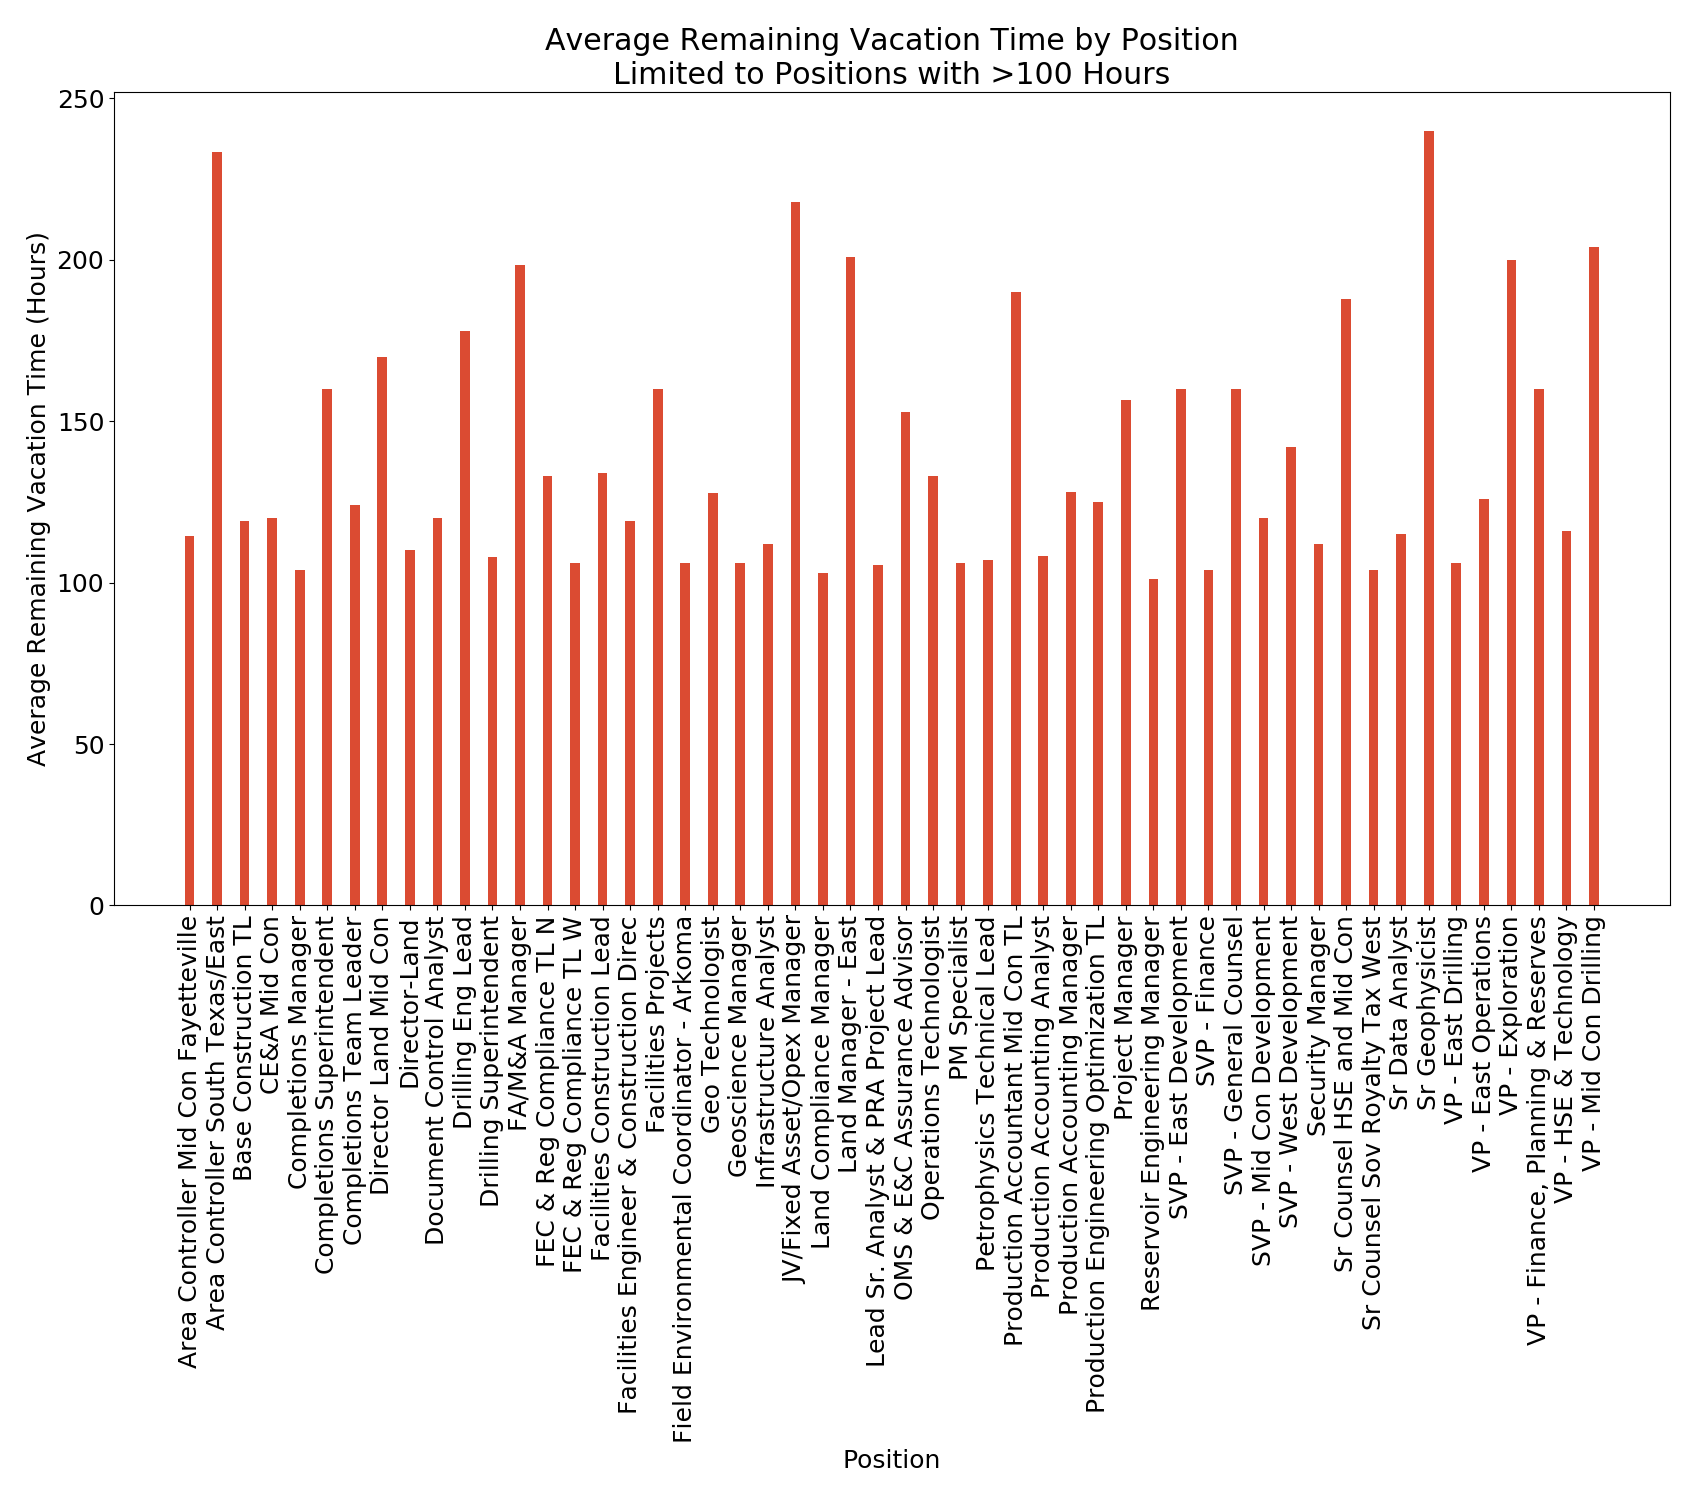 Average Remaining Vacation Time by Position
Limited to Positions with >100 Hours
Average Remaining Vacation Time (Hours)
250
200
150
100
50
0
Area Controller Mid Con Fayetteville
Area Controller South Texas/East
Base Construction TL
CE&A Mid Con
Completions Manager
Completions Superintendent
Completions Team Leader
Director Land Mid Con
Director-Land
Document Control Analyst
Drilling Eng Lead
Drilling Superintendent
FA/M&A Manager
FEC & Reg Compliance TL N
FEC & Reg Compliance TL W
Facilities Construction Lead
Facilities Engineer & Construction Direc
Facilities Projects
Field Environmental Coordinator - Arkoma
Geo Technologist
Geoscience Manager
Infrastructure Analyst
JV/Fixed Asset/Opex Manager
Land Compliance Manager
Land Manager - East
Lead Sr. Analyst & PRA Project Lead
OMS & E&C Assurance Advisor
Operations Technologist
PM Specialist
Petrophysics Technical Lead
Production Accountant Mid Con TL
Production Accounting Analyst
Production Accounting Manager
Production Engineering Optimization TL
Project Manager
Reservoir Engineering Manager
SVP - East Development
SVP - Finance
SVP - General Counsel
SVP - Mid Con Development
SVP - West Development
Security Manager
Sr Counsel HSE and Mid Con
Sr Counsel Sov Royalty Tax West
Sr Data Analyst
Sr Geophysicist
VP - East Drilling
VP - East Operations
VP - Exploration
VP - Finance, Planning & Reserves
VP - HSE & Technology
VP - Mid Con Drilling
Position